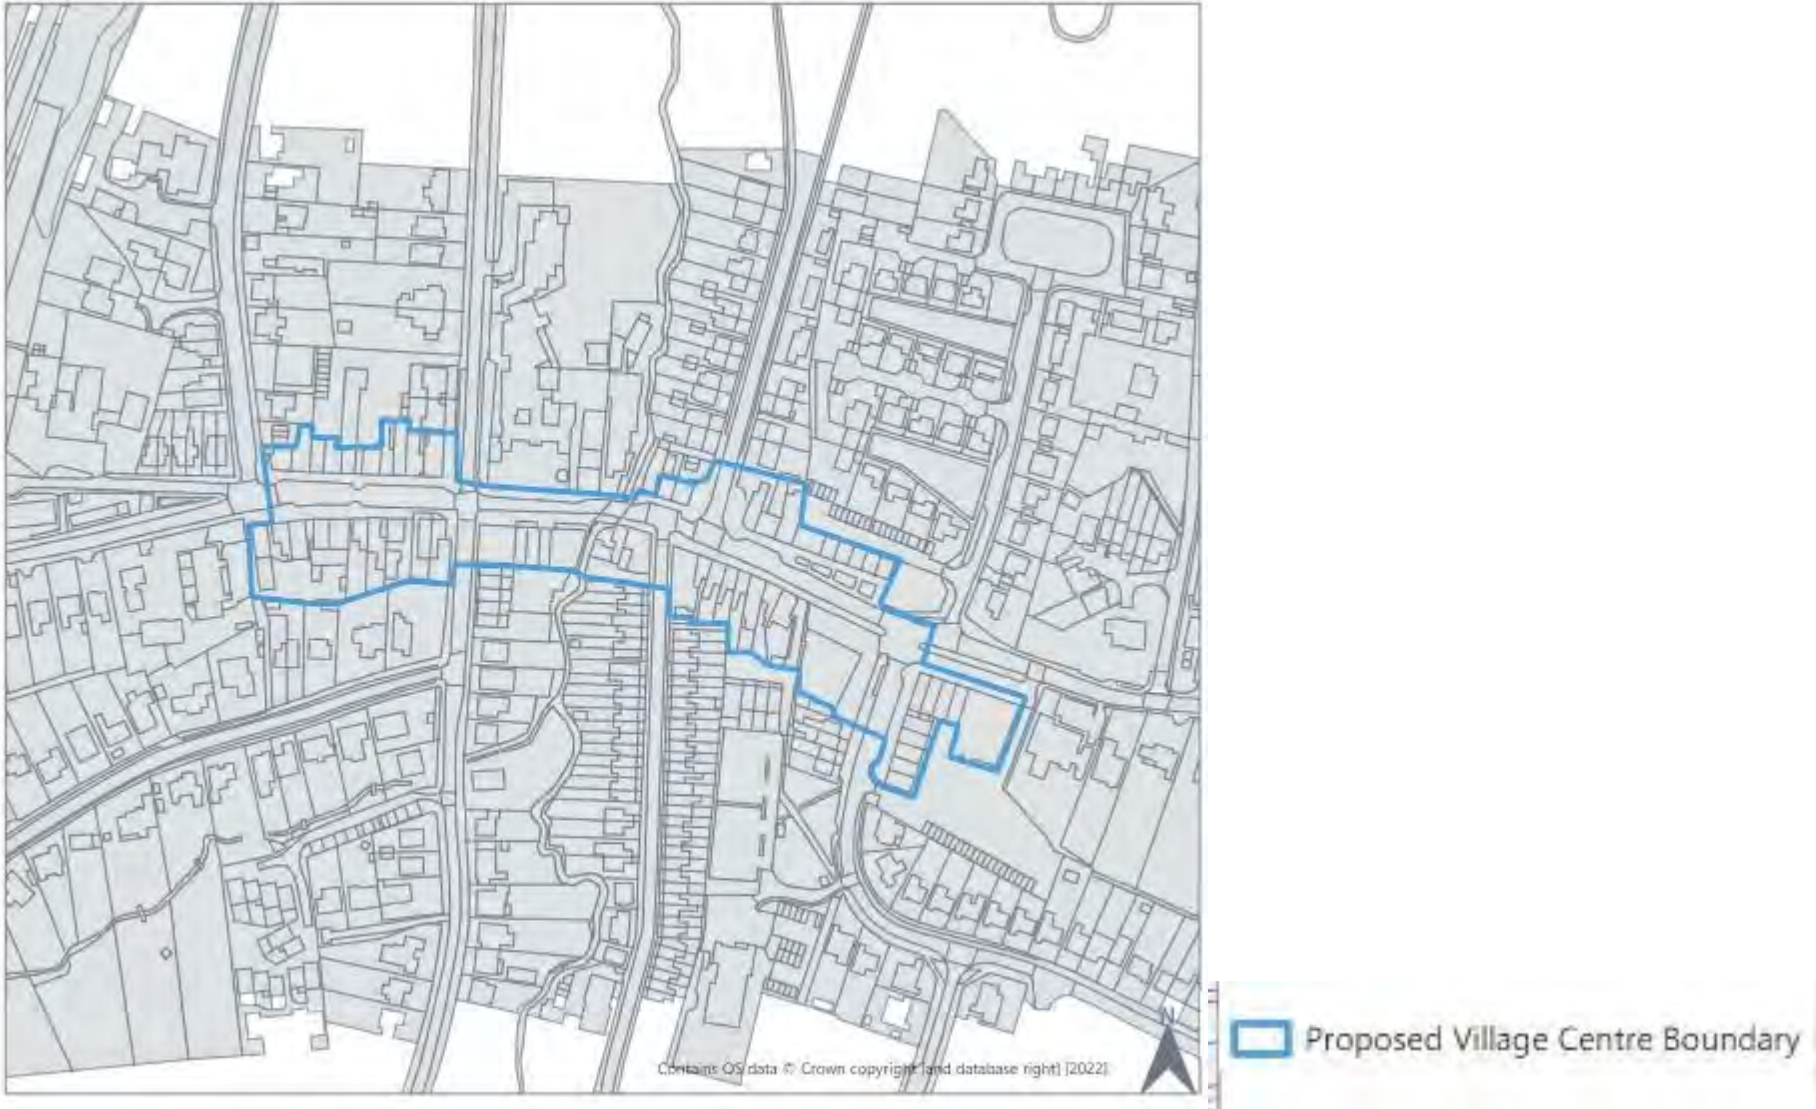 N
Contains OS data © Crown copyright [and database right] [2022]
Proposed Village Centre Boundary